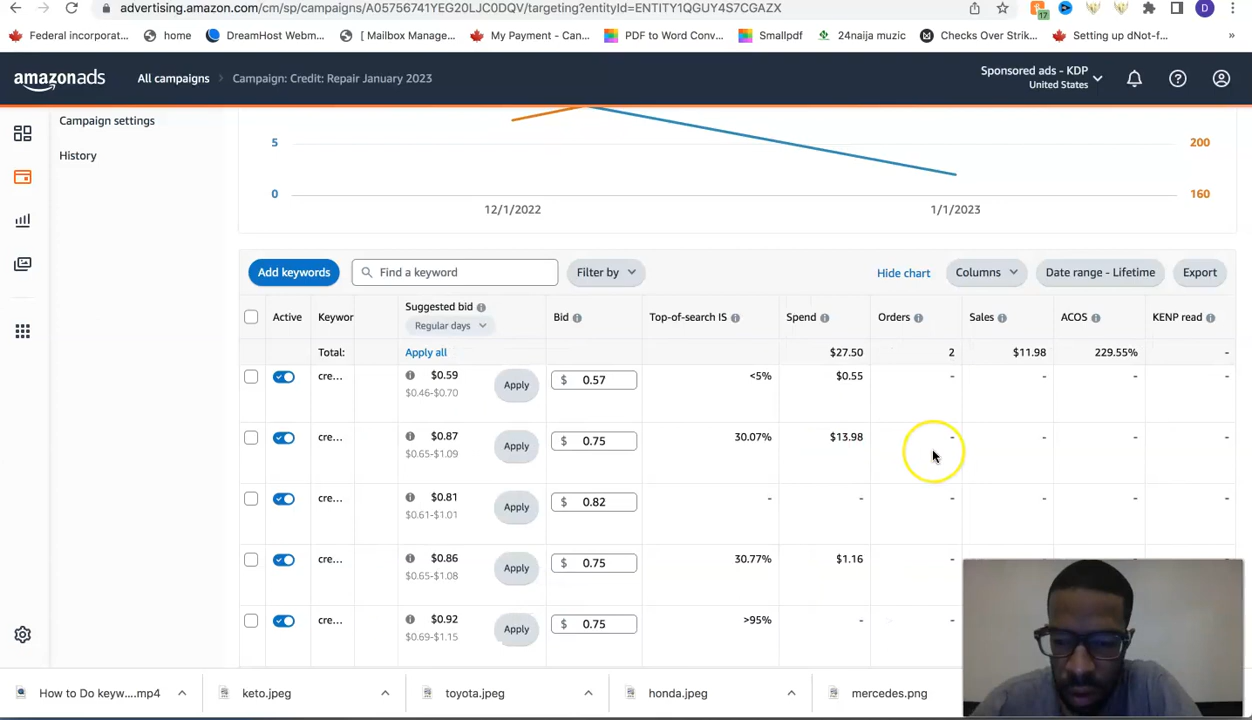 advertising.amazon.com/cm/sp/campaigns/A05756741YEG20LJC0DQV/targeting?entityId=ENTITY1QGUY4S7CGAZX
17
D
Federal incorporat...
home
DreamHost Webm...
[ Mailbox Manage...
My Payment - Can...
PDF to Word Conv...
Smallpdf
24naija muzic
Checks Over Strik...
Setting up dNot-f...
»
amazonads
All campaigns
Campaign: Credit: Repair January 2023
Sponsored ads - KDP
United States
Campaign settings
History
5
200
0
160
12/1/2022
1/1/2023
Add keywords
Find a keyword
Filter by
Hide chart
Columns
Date range - Lifetime
Export
Active
Keywor
Suggested bid
Regular days
Bid
Top-of-search IS
Spend
Orders
Sales
ACOS
KENP read
Total:
Apply all
$27.50
2
$11.98
229.55%
-
cre...
$0.59
$0.46-$0.70
Apply
$ 0.57
<5%
$0.55
-
-
-
-
cre...
$0.87
$0.65-$1.09
Apply
$ 0.75
30.07%
$13.98
-
-
-
-
cre...
$0.81
$0.61-$1.01
Apply
$ 0.82
-
-
-
-
-
-
cre...
$0.86
$0.65-$1.08
Apply
$ 0.75
30.77%
$1.16
-
cre...
$0.92
$0.69-$1.15
Apply
$ 0.75
>95%
-
-
How to Do keyw....mp4
keto.jpeg
toyota.jpeg
honda.jpeg
mercedes.png